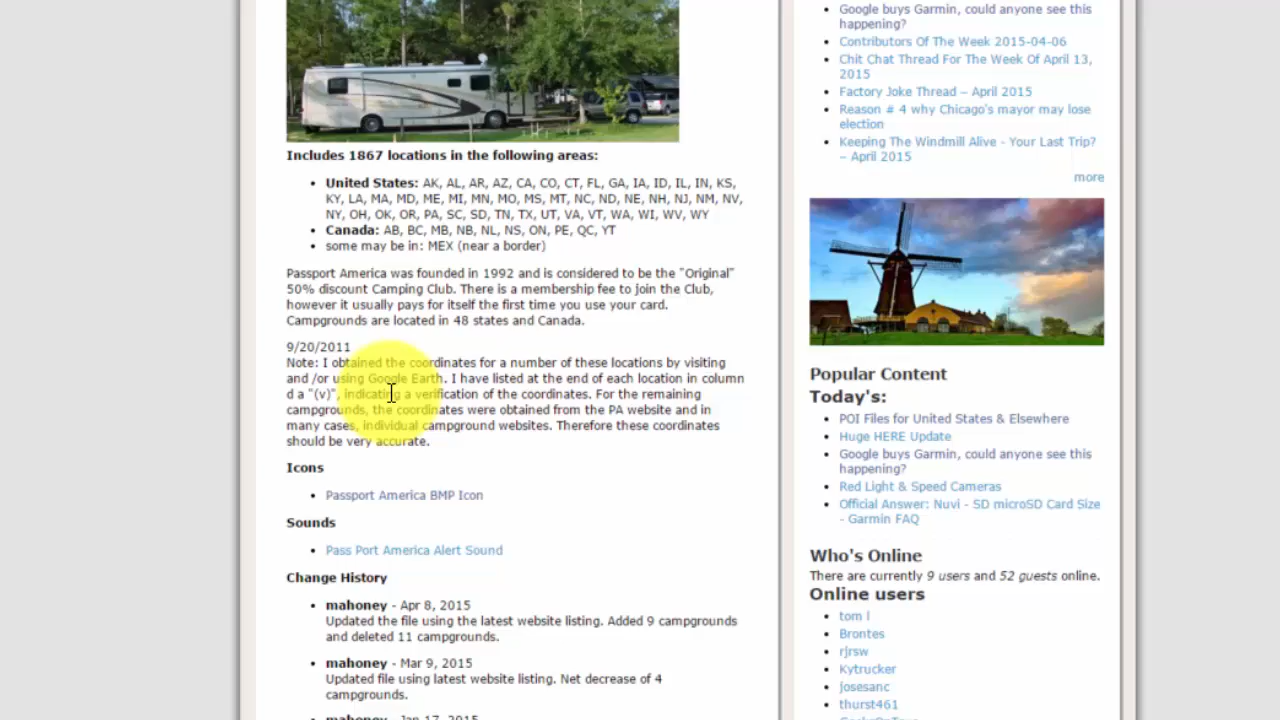 Includes 1867 locations in the following areas:
United States: AK, AL, AR, AZ, CA, CO, CT, FL, GA, IA, ID, IL, IN, KS,
KY, LA, MA, MD, ME, MI, MN, MO, MS, MT, NC, ND, NE, NH, NJ, NM, NV,
NY, OH, OK, OR, PA, SC, SD, TN, TX, UT, VA, VT, WA, WI, WV, WY
Canada: AB, BC, MB, NB, NL, NS, ON, PE, QC, YT
some may be in: MEX (near a border)
Passport America was founded in 1992 and is considered to be the "Original"
50% discount Camping Club. There is a membership fee to join the Club,
however it usually pays for itself the first time you use your card.
Campgrounds are located in 48 states and Canada.
9/20/2011
Note: I obtained the coordinates for a number of these locations by visiting
and /or using Google Earth. I have listed at the end of each location in column
d a "(v)", indicating a verification of the coordinates. For the remaining
campgrounds, the coordinates were obtained from the PA website and in
many cases, individual campground websites. Therefore these coordinates
should be very accurate.
Icons
Passport America BMP Icon
Sounds
Pass Port America Alert Sound
Change History
mahoney - Apr 8, 2015
Updated the file using the latest website listing. Added 9 campgrounds
and deleted 11 campgrounds.
mahoney - Mar 9, 2015
Updated file using latest website listing. Net decrease of 4
campgrounds.
mahoney - Jan 17, 2015
Google buys Garmin, could anyone see this
happening?
Contributors Of The Week 2015-04-06
Chit Chat Thread For The Week Of April 13,
2015
Factory Joke Thread – April 2015
Reason # 4 why Chicago's mayor may lose
election
Keeping The Windmill Alive - Your Last Trip?
– April 2015
more
Popular Content
Today's:
POI Files for United States & Elsewhere
Huge HERE Update
Google buys Garmin, could anyone see this
happening?
Red Light & Speed Cameras
Official Answer: Nuvi - SD microSD Card Size
- Garmin FAQ
Who's Online
There are currently 9 users and 52 guests online.
Online users
tom l
Brontes
rjrsw
Kytrucker
josesanc
thurst461